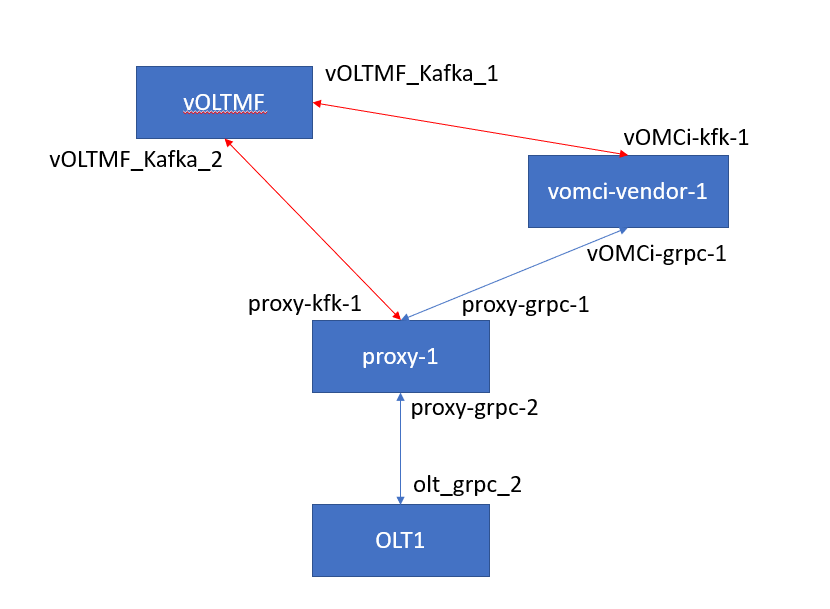 vOLTMF_Kafka_1
vOLTMF
vOMCi-kfk-1
vOLTMF_Kafka_2
vomci-vendor-1
vOMCi-grpc-1
proxy-kfk-1
proxy-grpc-1
proxy-1
proxy-grpc-2
olt_grpc_2
OLT1